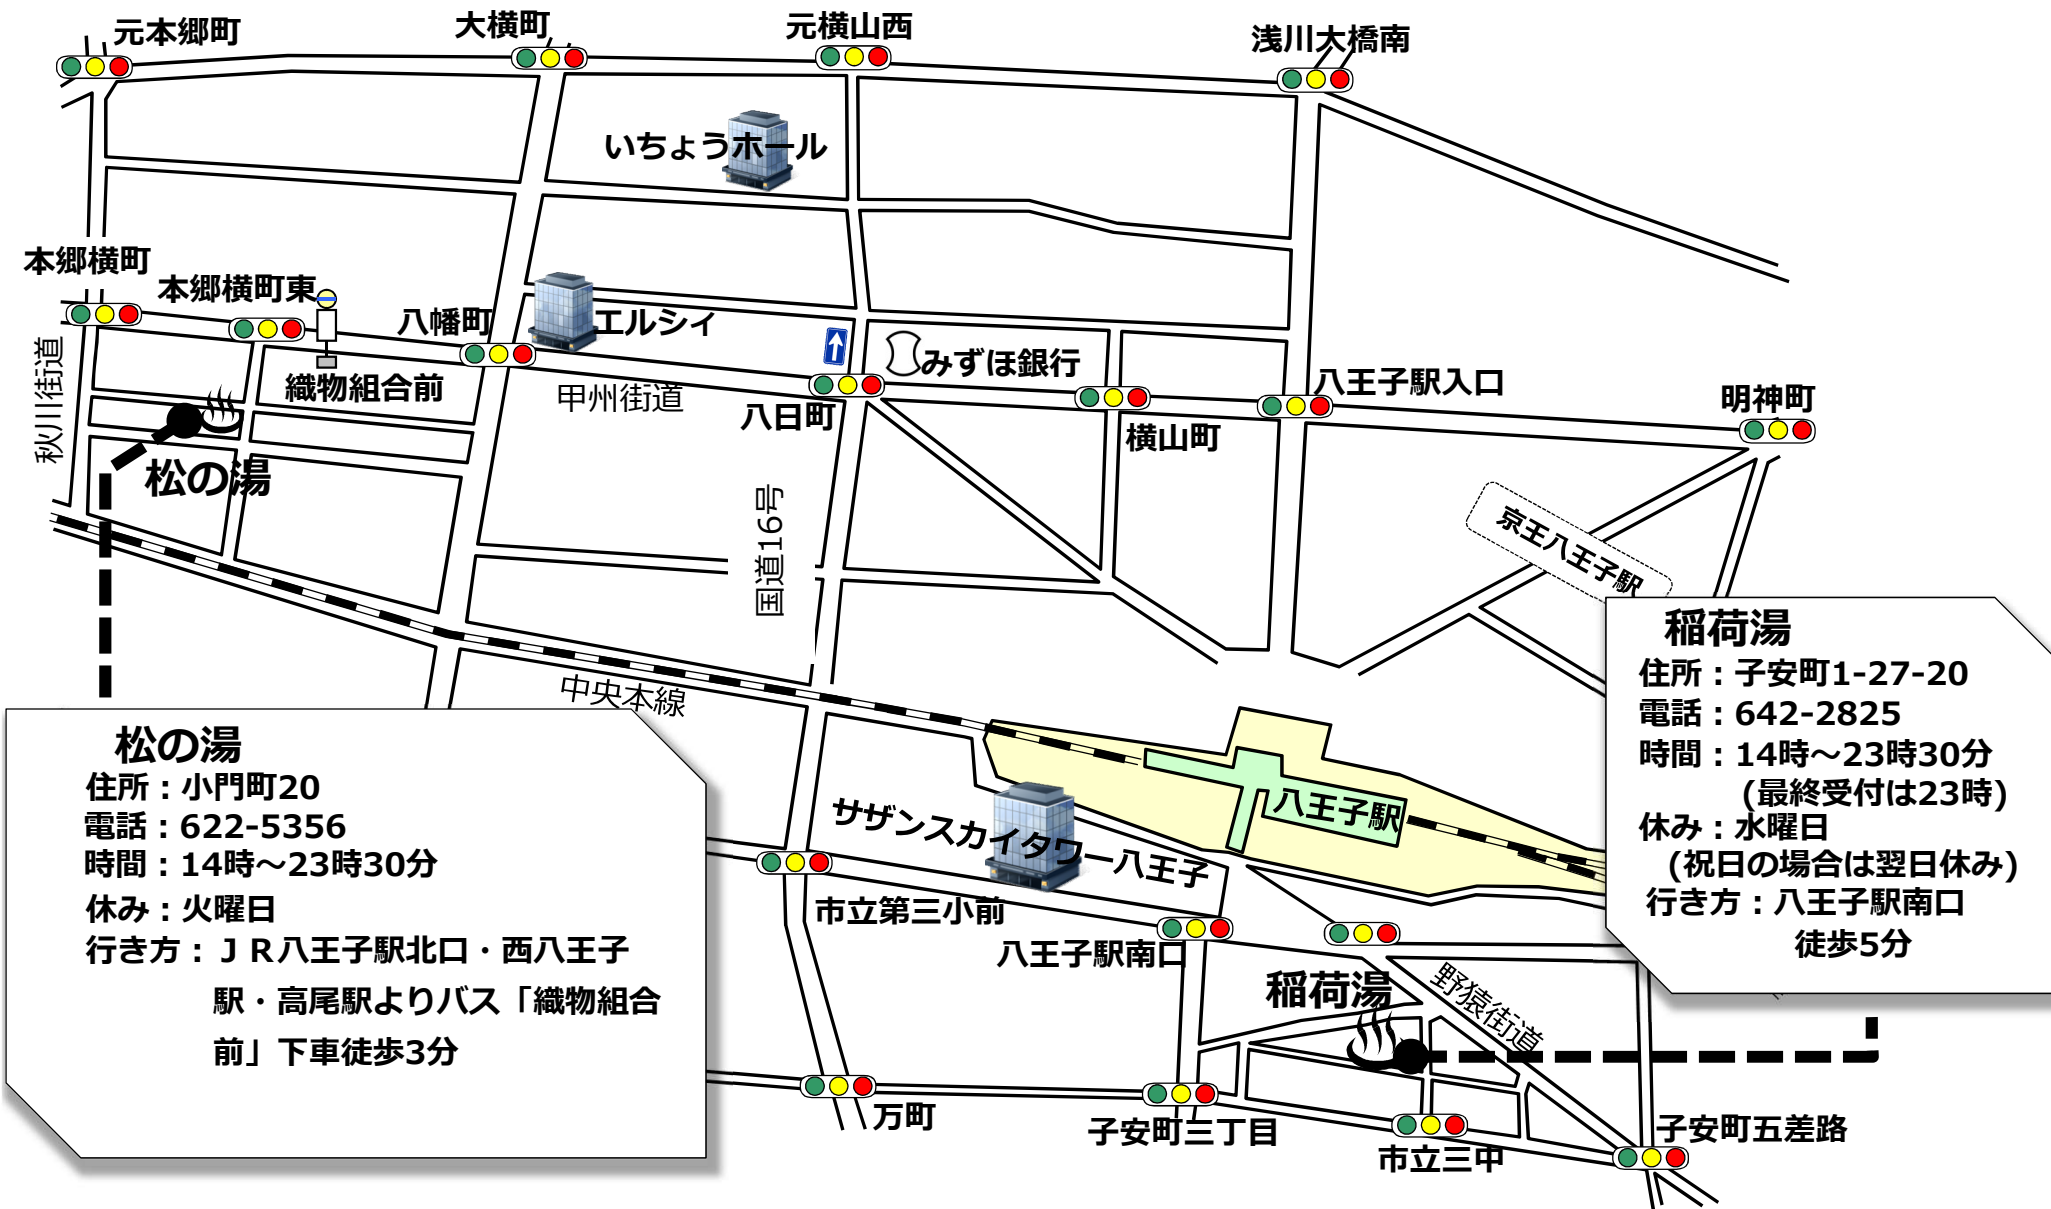 元本郷町
大横町
元横山西
浅川大橋南
いちょうホール
本郷横町
本郷横町東
八幡町
エルシィ
みずほ銀行
織物組合前
甲州街道
八日町
横山町
八王子駅入口
明神町
秋川街道
松の湯
国道16号
京王八王子駅
中央本線
稲荷湯
住所：子安町1-27-20
電話：642-2825
時間：14時～23時30分
(最終受付は23時)
休み：水曜日
(祝日の場合は翌日休み)
行き方：八王子駅南口
徒歩5分
松の湯
住所：小門町20
電話：622-5356
時間：14時～23時30分
休み：火曜日
行き方：ＪＲ八王子駅北口・西八王子
駅・高尾駅よりバス「織物組合
前」下車徒歩3分
八王子駅
サザンスカイタワー八王子
市立第三小前
八王子駅南口
稲荷湯
野猿街道
万町
子安町三丁目
市立三中
子安町五差路